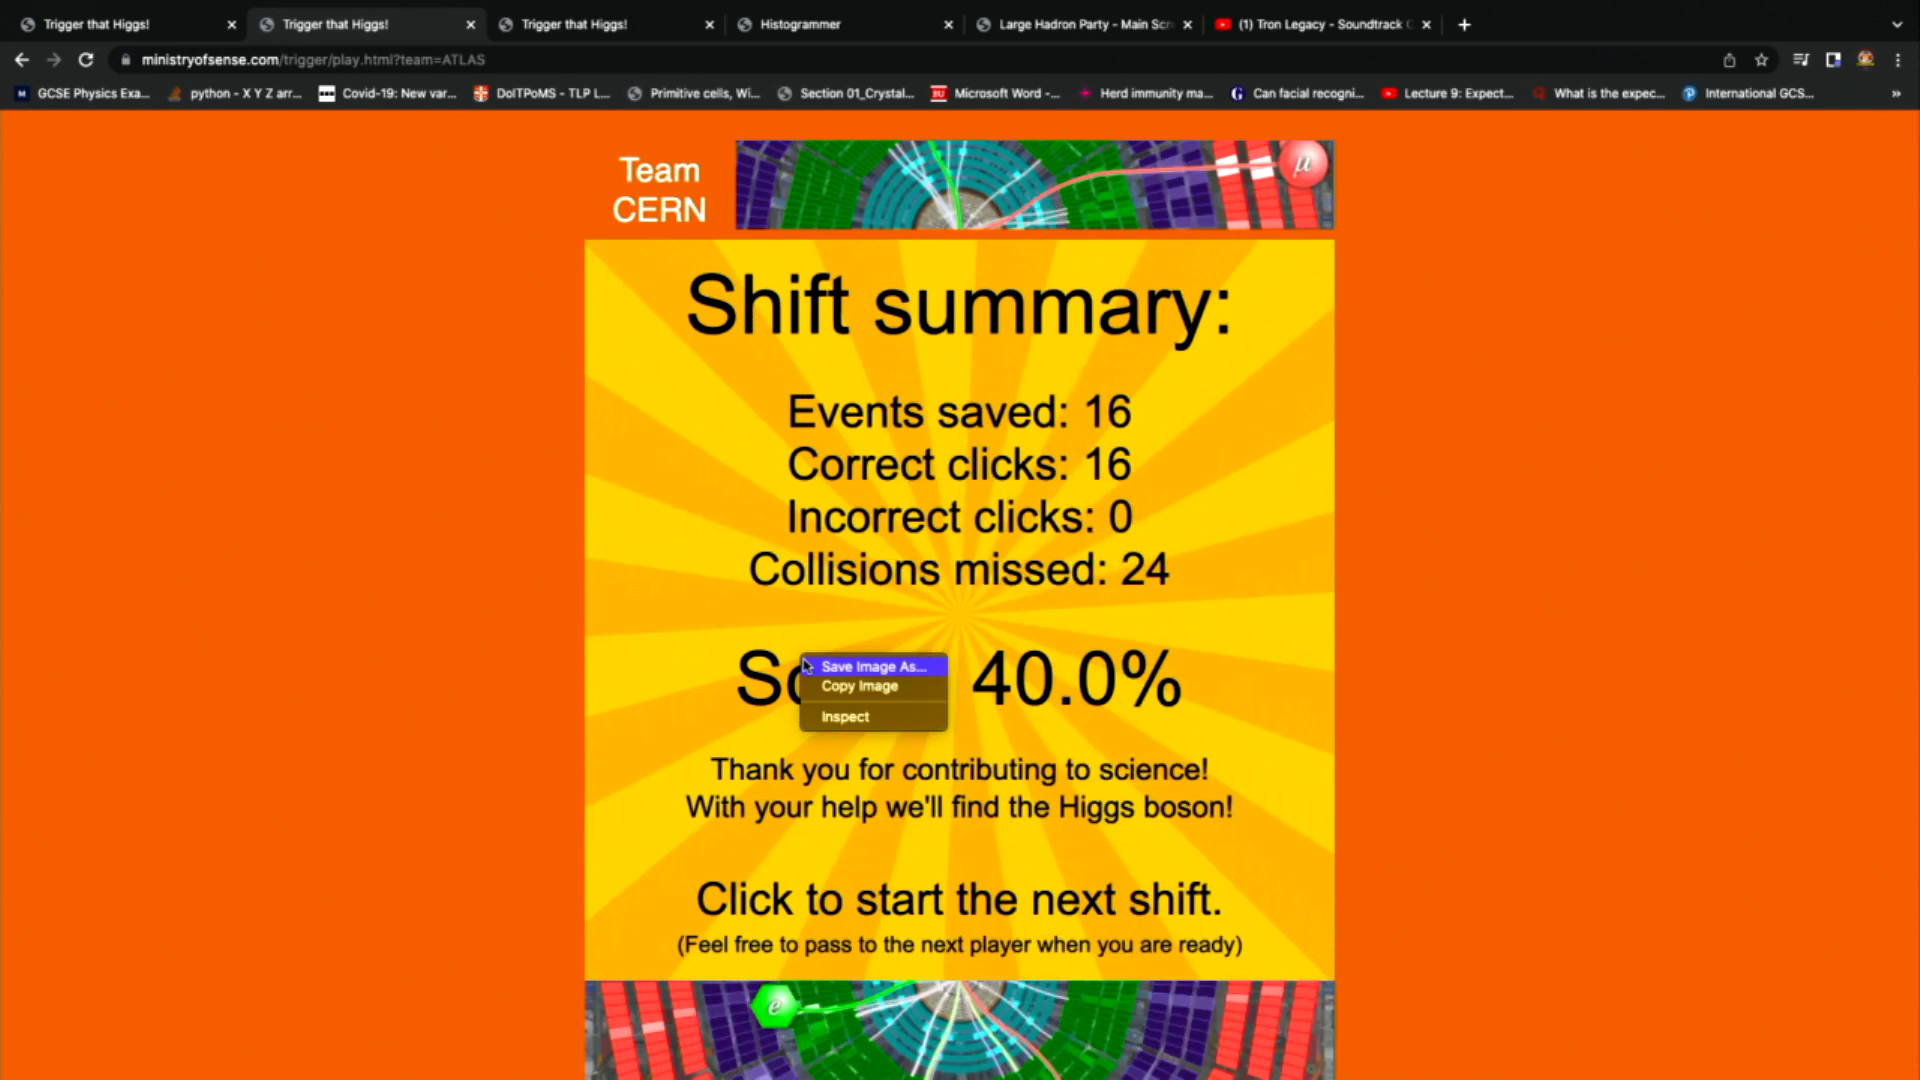 Trigger that Higgs!
Trigger that Higgs!
Trigger that Higgs!
Histogrammer
Large Hadron Party - Main Scr
(1) Tron Legacy - Soundtrack
ministryofsense.com/trigger/play.html?team=ATLAS
GCSE Physics Exa...
python - X Y Z arr...
Covid-19: New var...
DoITPoMS - TLP L...
Primitive cells, Wi...
Section 01_Crystal...
Microsoft Word -...
Herd immunity ma...
Can facial recogni...
Lecture 9: Expect...
What is the expec...
International GCS...
Team
CERN
μ
Shift summary:
Events saved: 16
Correct clicks: 16
Incorrect clicks: 0
Collisions missed: 24
40.0%
Save Image As...
Copy Image
Inspect
Thank you for contributing to science!
With your help we'll find the Higgs boson!
Click to start the next shift.
(Feel free to pass to the next player when you are ready)
e